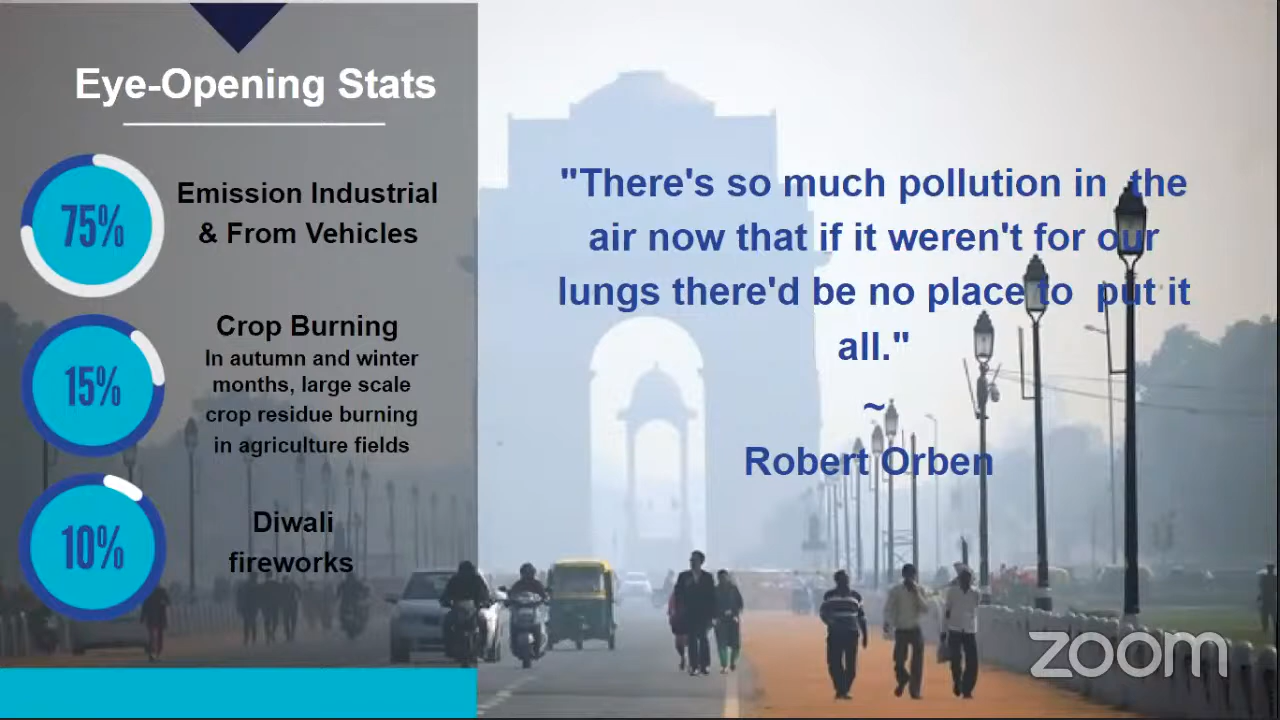 Eye-Opening Stats
75%
Emission Industrial
& From Vehicles
15%
Crop Burning
In autumn and winter
months, large scale
crop residue burning
in agriculture fields
10%
Diwali
fireworks
"There's so much pollution in the
air now that if it weren't for our
lungs there'd be no place to put it
all."
~
Robert Orben
zoom